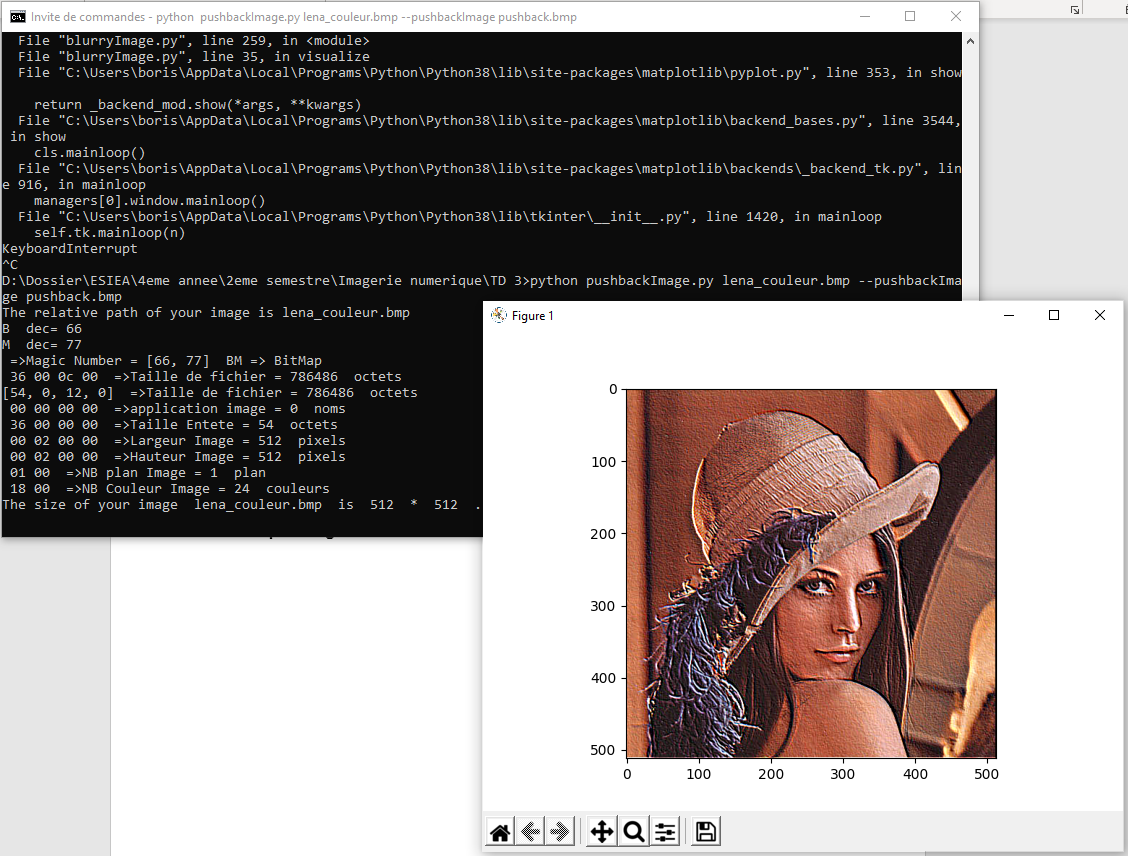 Invite de commandes - python  pushbackImage.py lena_couleur.bmp --pushbackImage pushback.bmp
  File "blurryImage.py", line 259, in <module>
  File "blurryImage.py", line 35, in visualize
  File "C:\Users\boris\AppData\Local\Programs\Python\Python38\lib\site-packages\matplotlib\pyplot.py", line 353, in show
    return _backend_mod.show(*args, **kwargs)
  File "C:\Users\boris\AppData\Local\Programs\Python\Python38\lib\site-packages\matplotlib\backend_bases.py", line 3544,
 in show
    cls.mainloop()
  File "C:\Users\boris\AppData\Local\Programs\Python\Python38\lib\site-packages\matplotlib\backends\_backend_tk.py", lin
e 916, in mainloop
    managers[0].window.mainloop()
  File "C:\Users\boris\AppData\Local\Programs\Python\Python38\lib\tkinter\__init__.py", line 1420, in mainloop
    self.tk.mainloop(n)
KeyboardInterrupt
^C
D:\Dossier\ESIEA\4eme annee\2eme semestre\Imagerie numerique\TD 3>python pushbackImage.py lena_couleur.bmp --pushbackIma
ge pushback.bmp
The relative path of your image is lena_couleur.bmp
B  dec= 66
M  dec= 77
 =>Magic Number = [66, 77]  BM => BitMap
 36 00 0c 00  =>Taille de fichier = 786486  octets
[54, 0, 12, 0]  =>Taille de fichier = 786486  octets
 00 00 00 00  =>application image = 0  noms
 36 00 00 00  =>Taille Entete = 54  octets
 00 02 00 00  =>Largeur Image = 512  pixels
 00 02 00 00  =>Hauteur Image = 512  pixels
 01 00  =>NB plan Image = 1  plan
 18 00  =>NB Couleur Image = 24  couleurs
The size of your image  lena_couleur.bmp  is  512  *  512  .
Figure 1
0
100
200
300
400
500
0 100 200 300 400 500